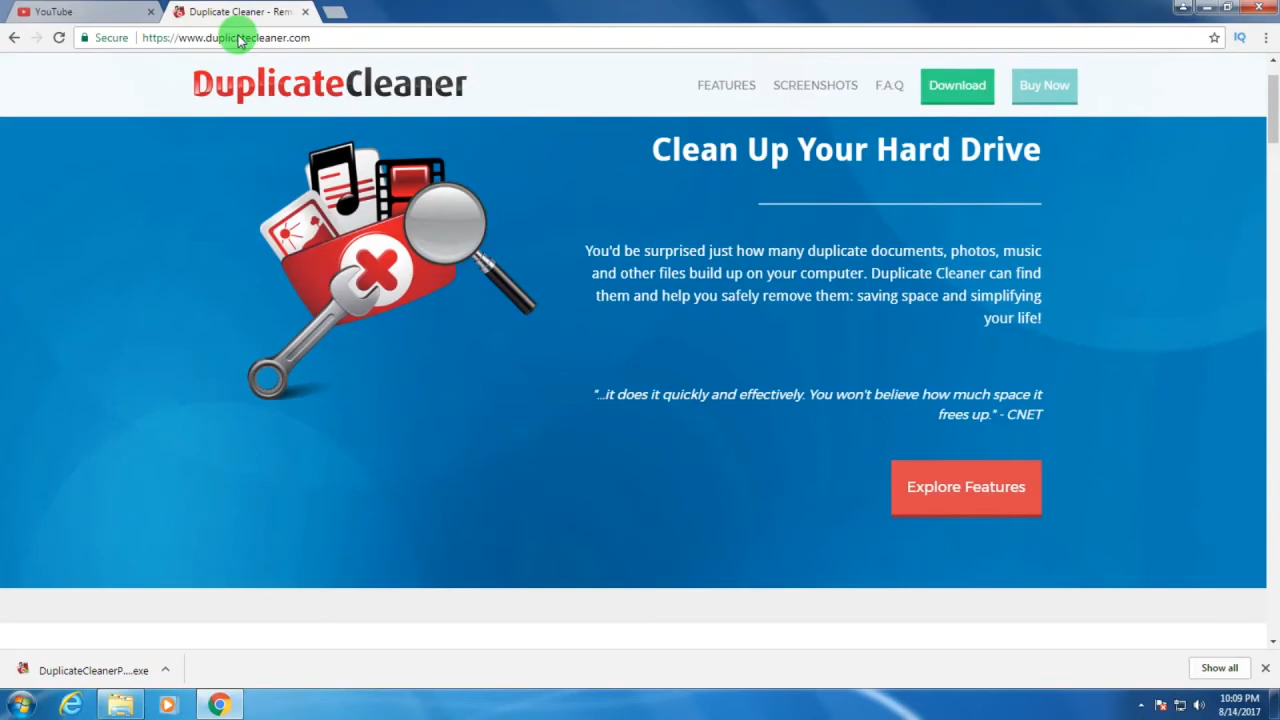 YouTube
Duplicate Cleaner - Rem
Secure
https://www.duplicatecleaner.com
IQ
DuplicateCleaner
FEATURES
SCREENSHOTS
F.A.Q
Download
Buy Now
Clean Up Your Hard Drive
You'd be surprised just how many duplicate documents, photos, music
and other files build up on your computer. Duplicate Cleaner can find
them and help you safely remove them: saving space and simplifying
your life!
"...it does it quickly and effectively. You won't believe how much space it
frees up." - CNET
Explore Features
DuplicateCleanerP....exe
Show all
10:09 PM
8/14/2017